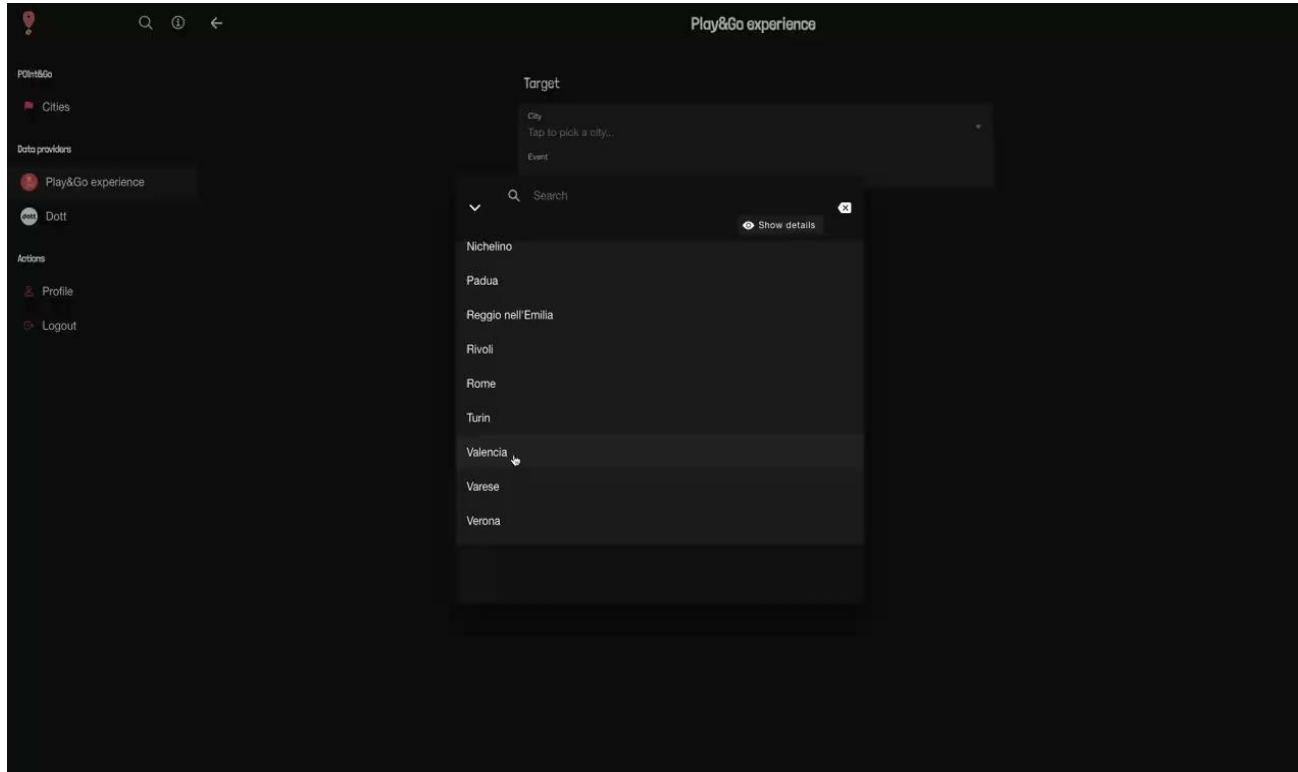 Play&Go experience
POInt&Go
Cities
Data providers
Play&Go experience
dott Dott
Actions
Profile
Logout
Target
City
Tap to pick a city...
Event
Search
Show details
Nichelino
Padua
Reggio nell'Emilia
Rivoli
Rome
Turin
Valencia
Varese
Verona